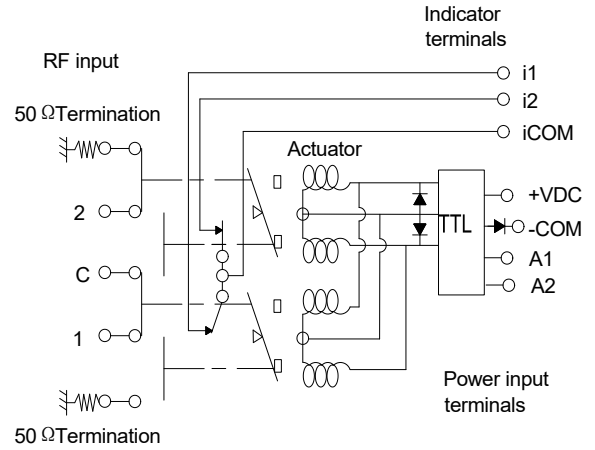 Indicator
terminals
RF input
i1
i2
50 ΩTermination
iCOM
Actuator
2
TTL
+VDC
-COM
C
A1
A2
1
Power input
terminals
50 ΩTermination